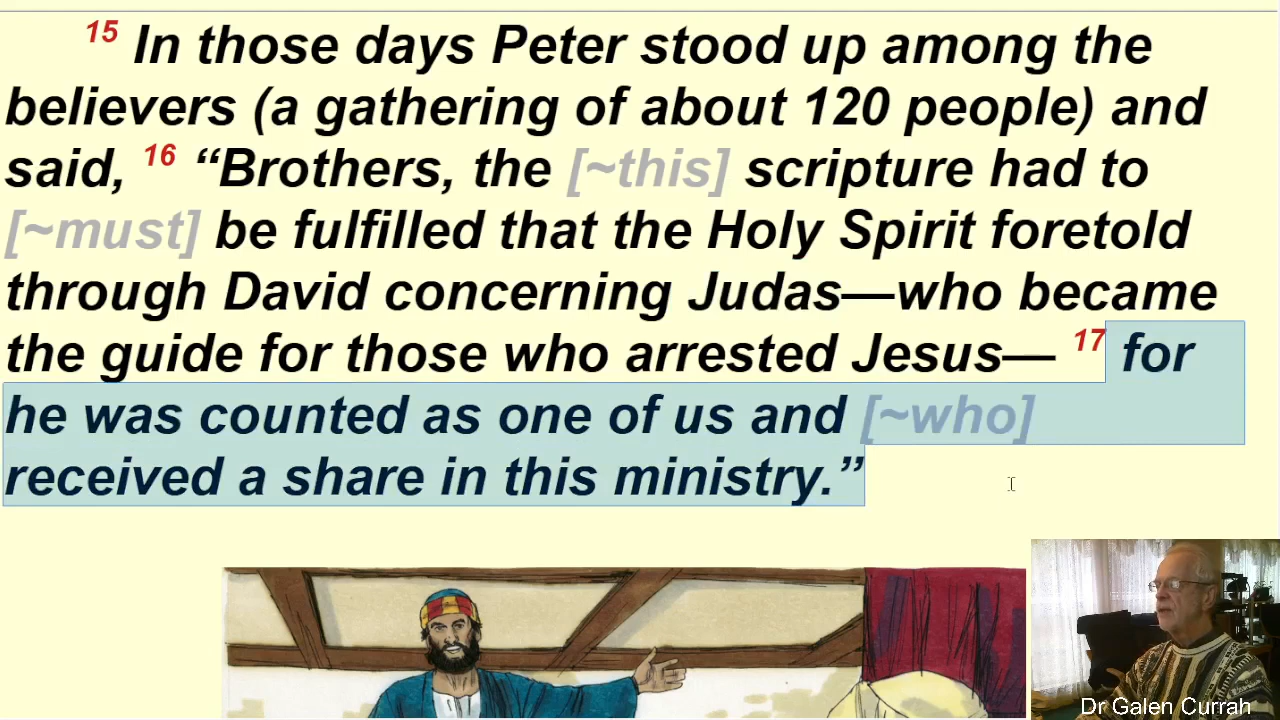 15 In those days Peter stood up among the
believers (a gathering of about 120 people) and
said, 16 “Brothers, the [~this] scripture had to
[~must] be fulfilled that the Holy Spirit foretold
through David concerning Judas—who became
the guide for those who arrested Jesus— 17 for
he was counted as one of us and [~who]
received a share in this ministry.”
Dr Galen Currah